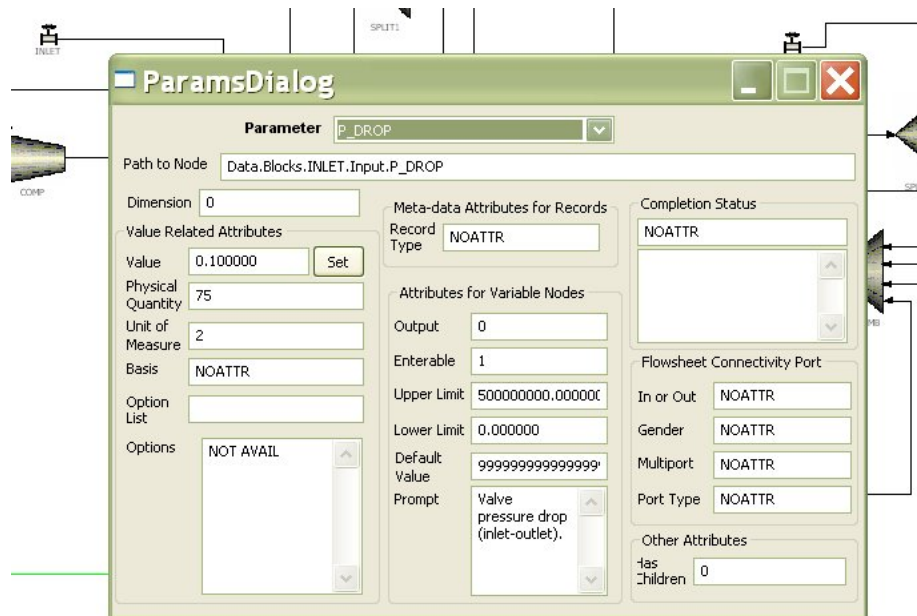 SPLIT1
INLET
ParamsDialog
Parameter P_DROP
Path to Node Data.Blocks.INLET.Input.P_DROP
COMP
Dimension 0
Value Related Attributes
Value 0.100000 Set
Physical
Quantity 75
Unit of
Measure 2
Basis NOATTR
Option
List
Options NOT AVAIL
Meta-data Attributes for Records
Record
Type NOATTR
Attributes for Variable Nodes
Output 0
Enterable 1
Upper Limit 500000000.000000
Lower Limit 0.000000
Default
Value 999999999999999
Prompt Valve
pressure drop
(inlet-outlet).
Completion Status
NOATTR
Flowsheet Connectivity Port
In or Out NOATTR
Gender NOATTR
Multiport NOATTR
Port Type NOATTR
Other Attributes
Has
Children 0
SPL
MB